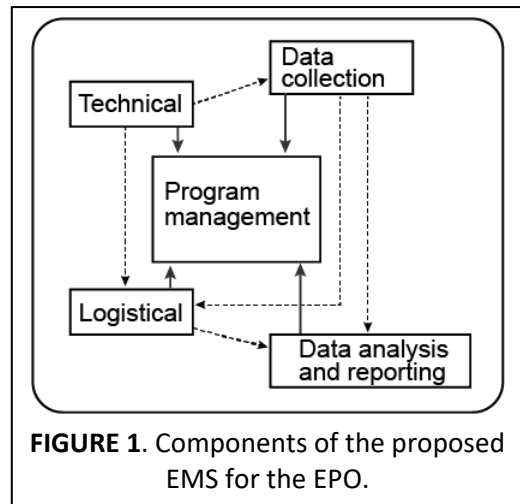 Data
collection
Technical
Program
management
Logistical
Data analysis
and reporting
FIGURE 1. Components of the proposed
EMS for the EPO.